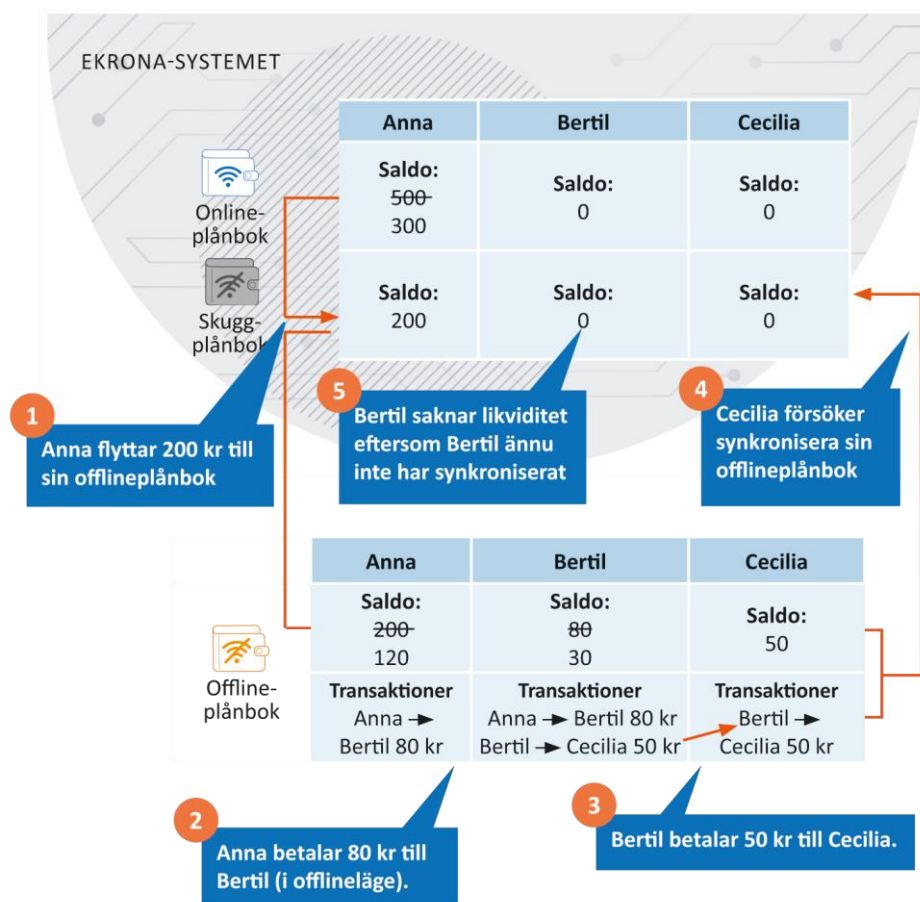 EKRONA-SYSTEMET
Anna Bertil Cecilia
Online-
plånbok
Saldo:
500
300
Saldo:
0
Saldo:
0
Skugg-
plånbok
Saldo:
200
Saldo:
0
Saldo:
0
1
Anna flyttar 200 kr till
sin offlineplånbok
5
Bertil saknar likviditet
eftersom Bertil ännu
inte har synkroniserat
4
Cecilia försöker
synkronisera sin
offlineplånbok
Anna Bertil Cecilia
Offline-
plånbok
Saldo:
200
120
Saldo:
80
30
Saldo:
50
Transaktioner
Anna →
Bertil 80 kr
Transaktioner
Anna → Bertil 80 kr
Bertil → Cecilia 50 kr
Transaktioner
Bertil →
Cecilia 50 kr
2
Anna betalar 80 kr till
Bertil (i offlineläge).
3
Bertil betalar 50 kr till Cecilia.